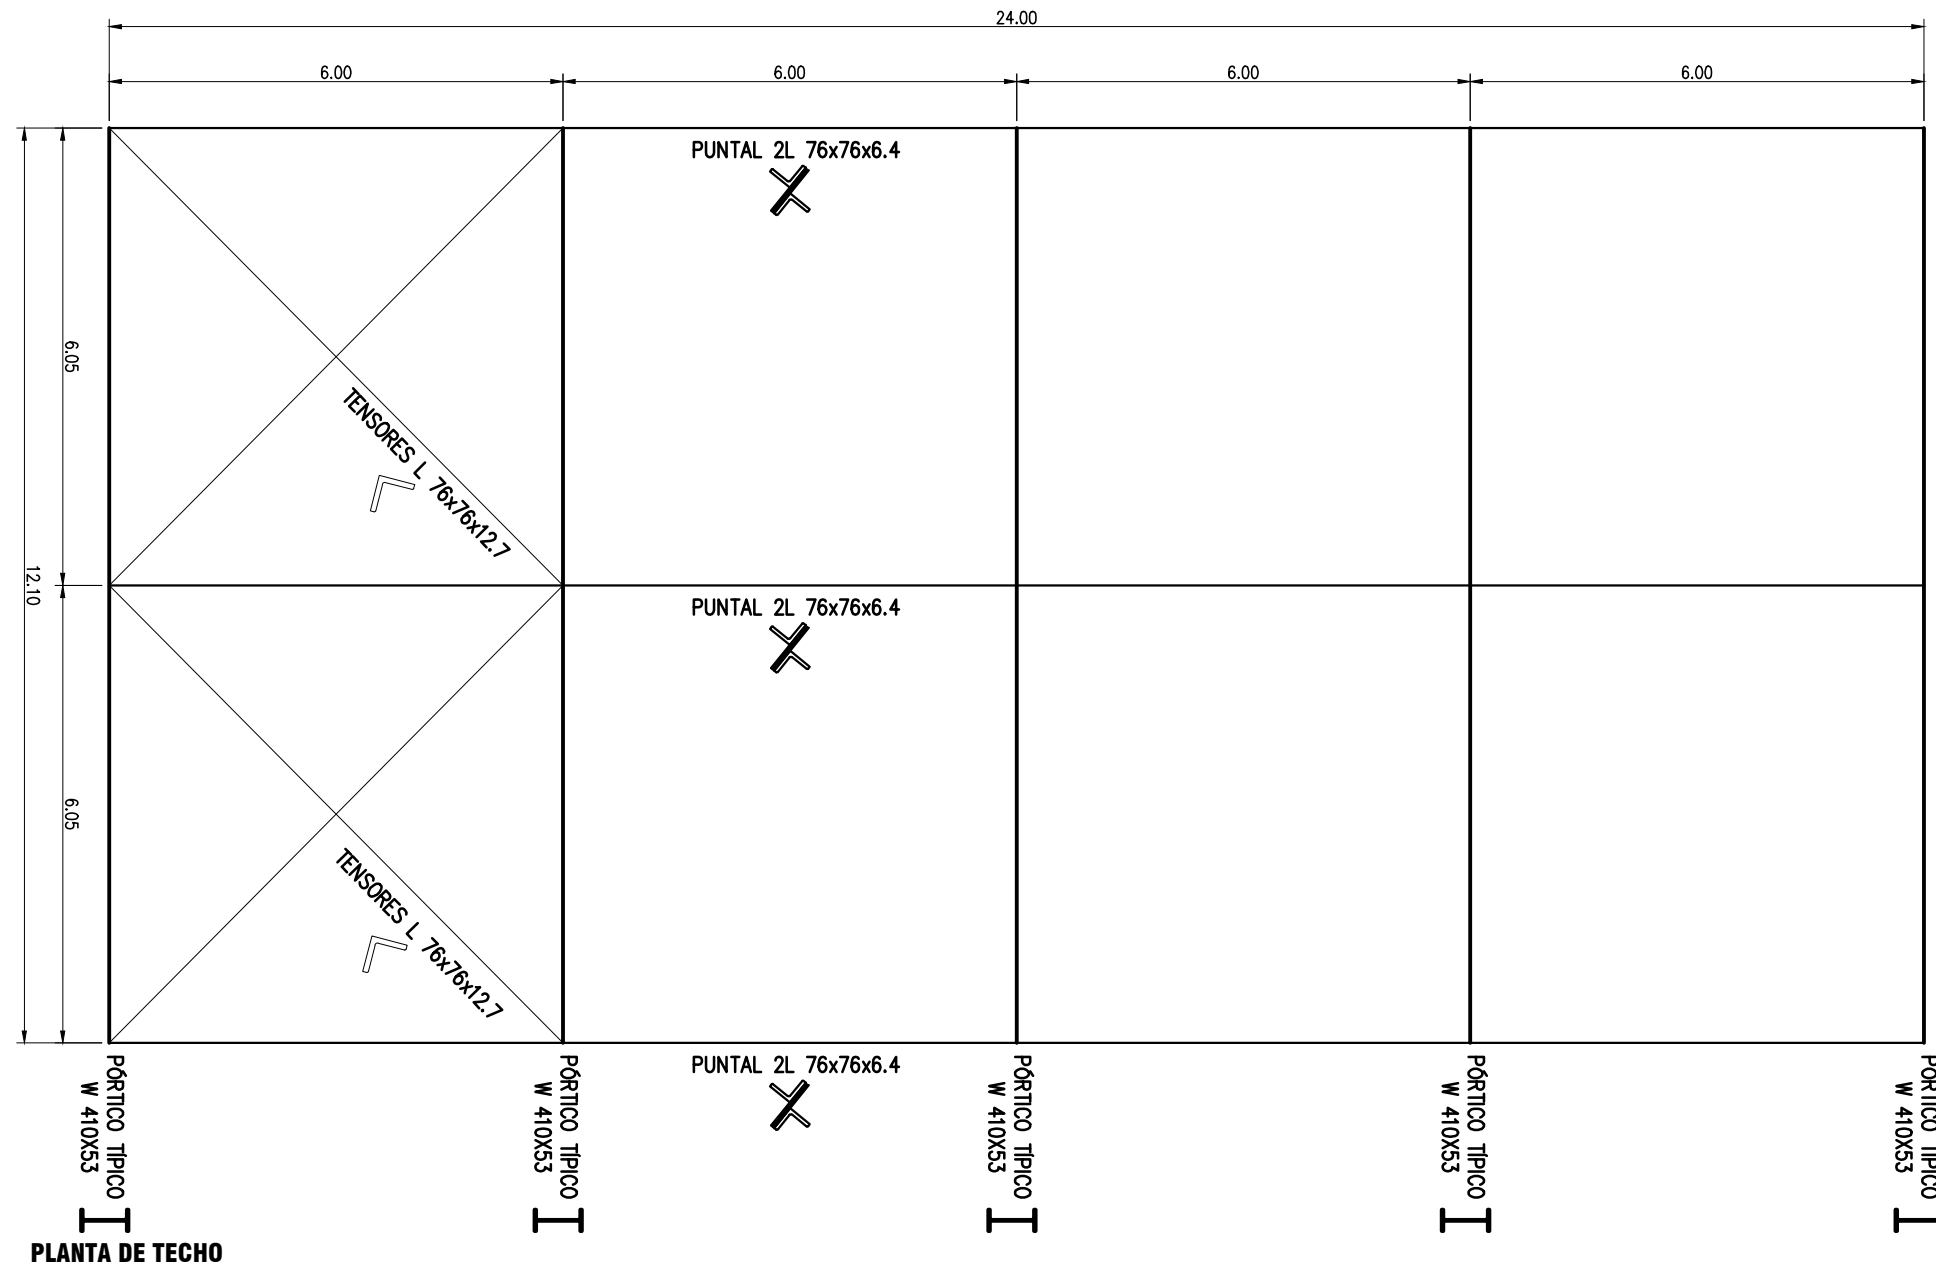 24.00
6.00
6.00
6.00
6.00
PUNTAL 2L 76x76x6.4
6.05
TENSORES L 76x76x12.7
12.10
PUNTAL 2L 76x76x6.4
6.05
TENSORES L 76x76x12.7
PUNTAL 2L 76x76x6.4
PÓRTICO TÍPICO
W 410X53
PÓRTICO TÍPICO
W 410X53
PÓRTICO TÍPICO
W 410X53
PÓRTICO TÍPICO
W 410X53
PÓRTICO TÍPICO
W 410X53
PLANTA DE TECHO